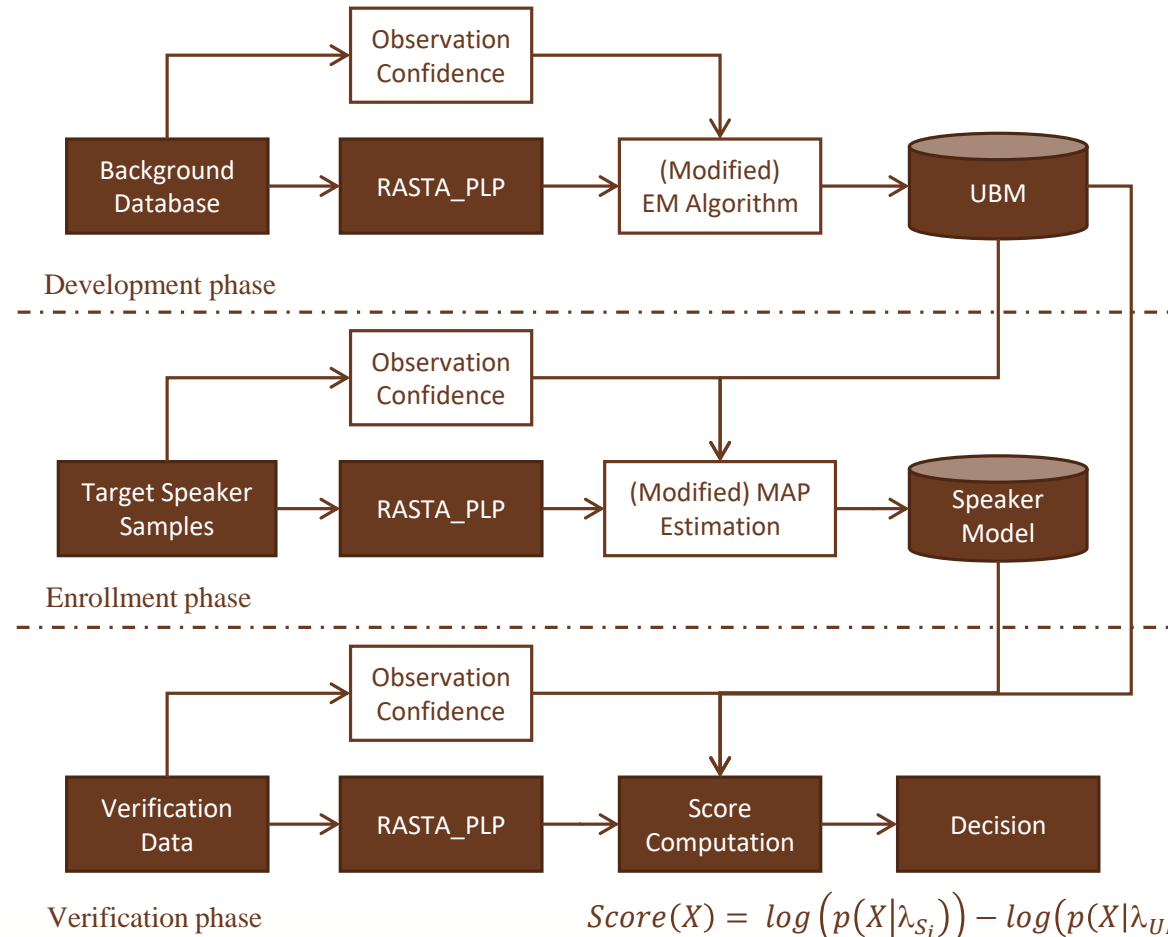 Observation
Confidence
Background
Database
RASTA_PLP
(Modified)
EM Algorithm
UBM
Development phase
Observation
Confidence
Target Speaker
Samples
RASTA_PLP
(Modified) MAP
Estimation
Speaker
Model
Enrollment phase
Observation
Confidence
Verification
Data
RASTA_PLP
Score
Computation
Decision
Verification phase
Score(X) = log(p(X|λ_{S_i})) − log(p(X|λ_U